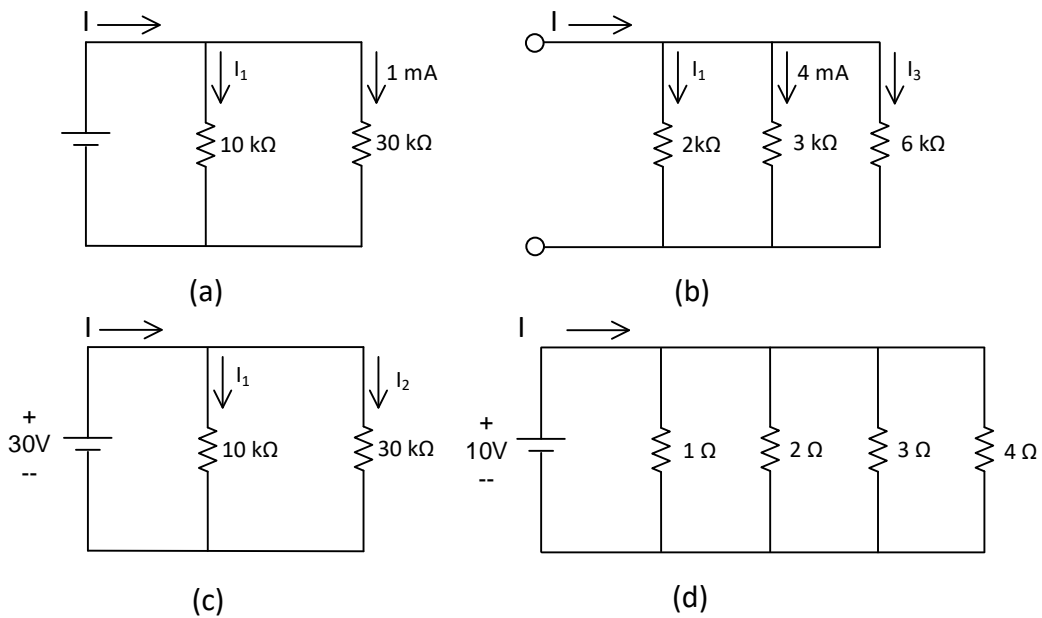 I
I₁
1 mA
10 kΩ
30 kΩ
(a)
I
I₁
4 mA
I₃
2kΩ
3 kΩ
6 kΩ
(b)
I
I₁
I₂
+
30V
--
10 kΩ
30 kΩ
(c)
I
+
10V
--
1 Ω
2 Ω
3 Ω
4 Ω
(d)